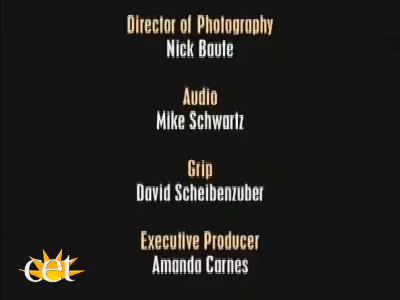 Director of Photography
Nick Baute
Audio
Mike Schwartz
Grip
David Scheibenzuber
Executive Producer
Amanda Carnes
cet